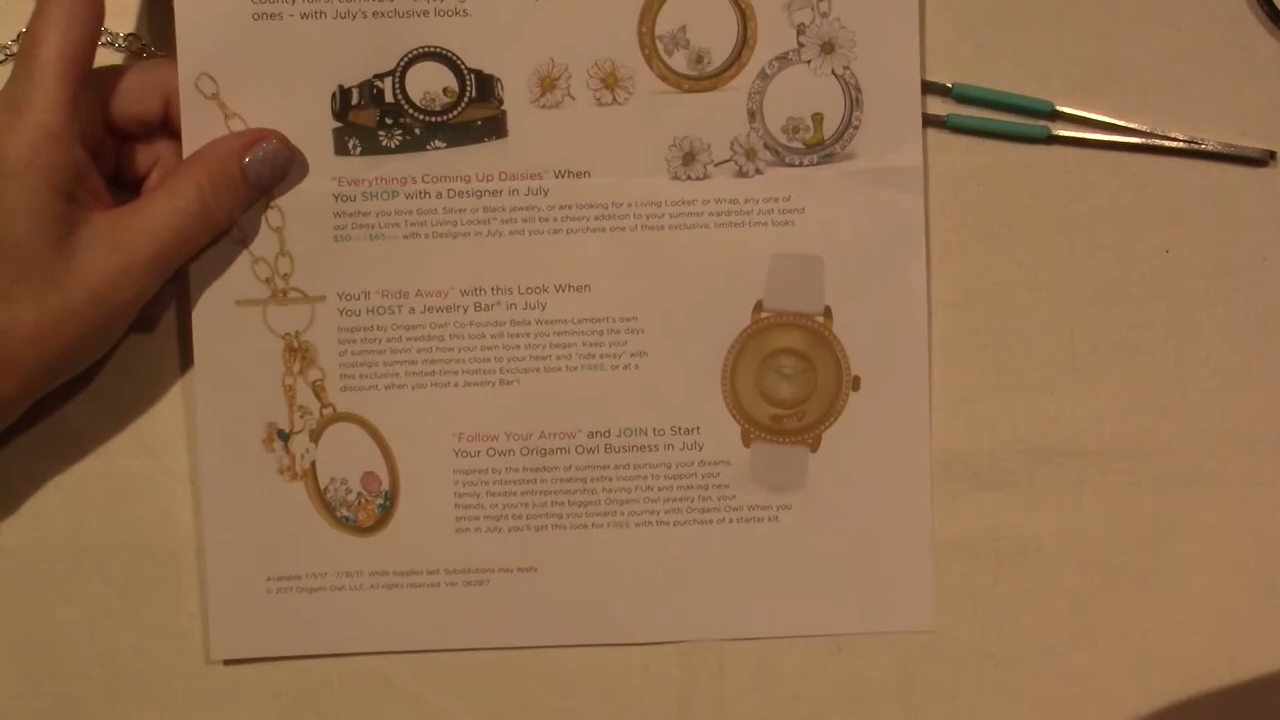 county fairs, carnivals
ones – with July's exclusive looks.
"Everything's Coming Up Daisies" When
You SHOP with a Designer in July
Whether you love Gold, Silver or Black jewelry, or are looking for a Living Locket® or Wrap, any one of
our Daisy Love Twist Living Locket™ sets will be a cheery addition to your summer wardrobe! Just spend
with a Designer in July, and you can purchase one of these exclusive, limited-time looks.
You'll "Ride Away" with this Look When
You HOST a Jewelry Bar® in July
Inspired by Origami Owl® Co-Founder Bella Weems-Lambert's own
love story and wedding, this look will leave you reminiscing the days
of summer lovin' and how your own love story began. Keep your
nostalgic summer memories close to your heart and "ride away" with
this exclusive, limited-time Hostess Exclusive look for FREE, or at a
discount, when you Host a Jewelry Bar®!
"Follow Your Arrow" and JOIN to Start
Your Own Origami Owl Business in July
Inspired by the freedom of summer and pursuing your dreams,
if you're interested in creating extra income to support your
family, flexible entrepreneurship, having FUN and making new
friends, or you're just the biggest Origami Owl jewelry fan, your
arrow might be pointing you toward a journey with Origami Owl! When you
join in July, you'll get this look for FREE with the purchase of a starter kit.
Available 7/1/17 - 7/31/17. While supplies last. Substitutions may apply.
© 2017 Origami Owl, LLC. All rights reserved. Ver. 062917